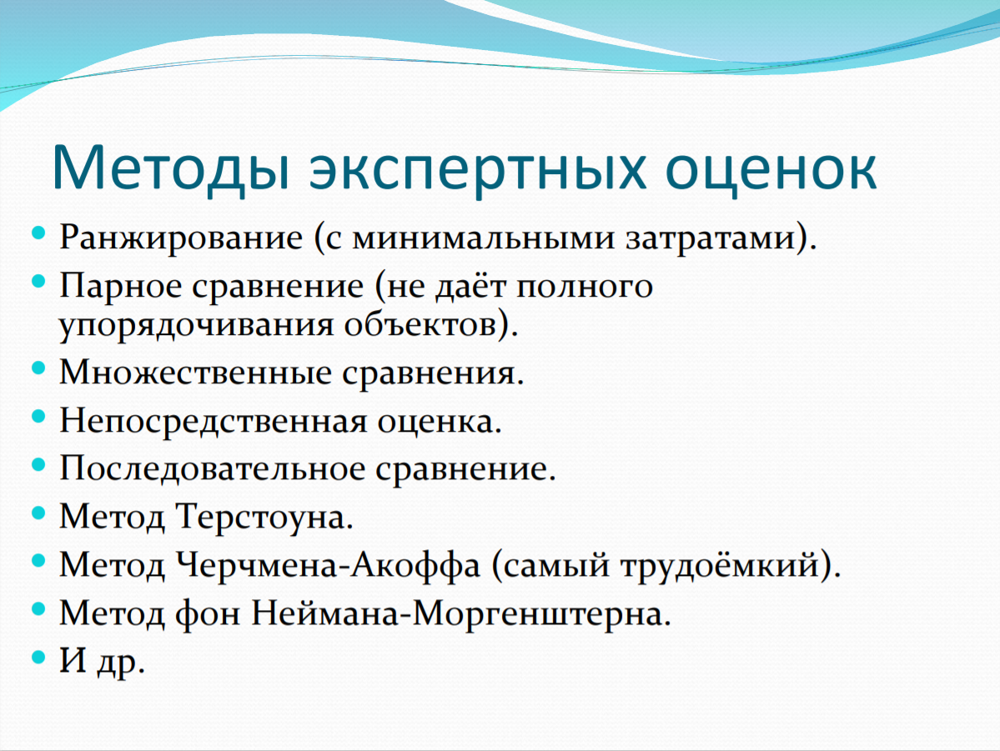 Методы экспертных оценок
• Ранжирование (с минимальными затратами).
• Парное сравнение (не даёт полного
упорядочивания объектов).
• Множественные сравнения.
• Непосредственная оценка.
• Последовательное сравнение.
• Метод Терстоуна.
• Метод Черчмена-Акоффа (самый трудоёмкий).
• Метод фон Неймана-Моргенштерна.
• И др.